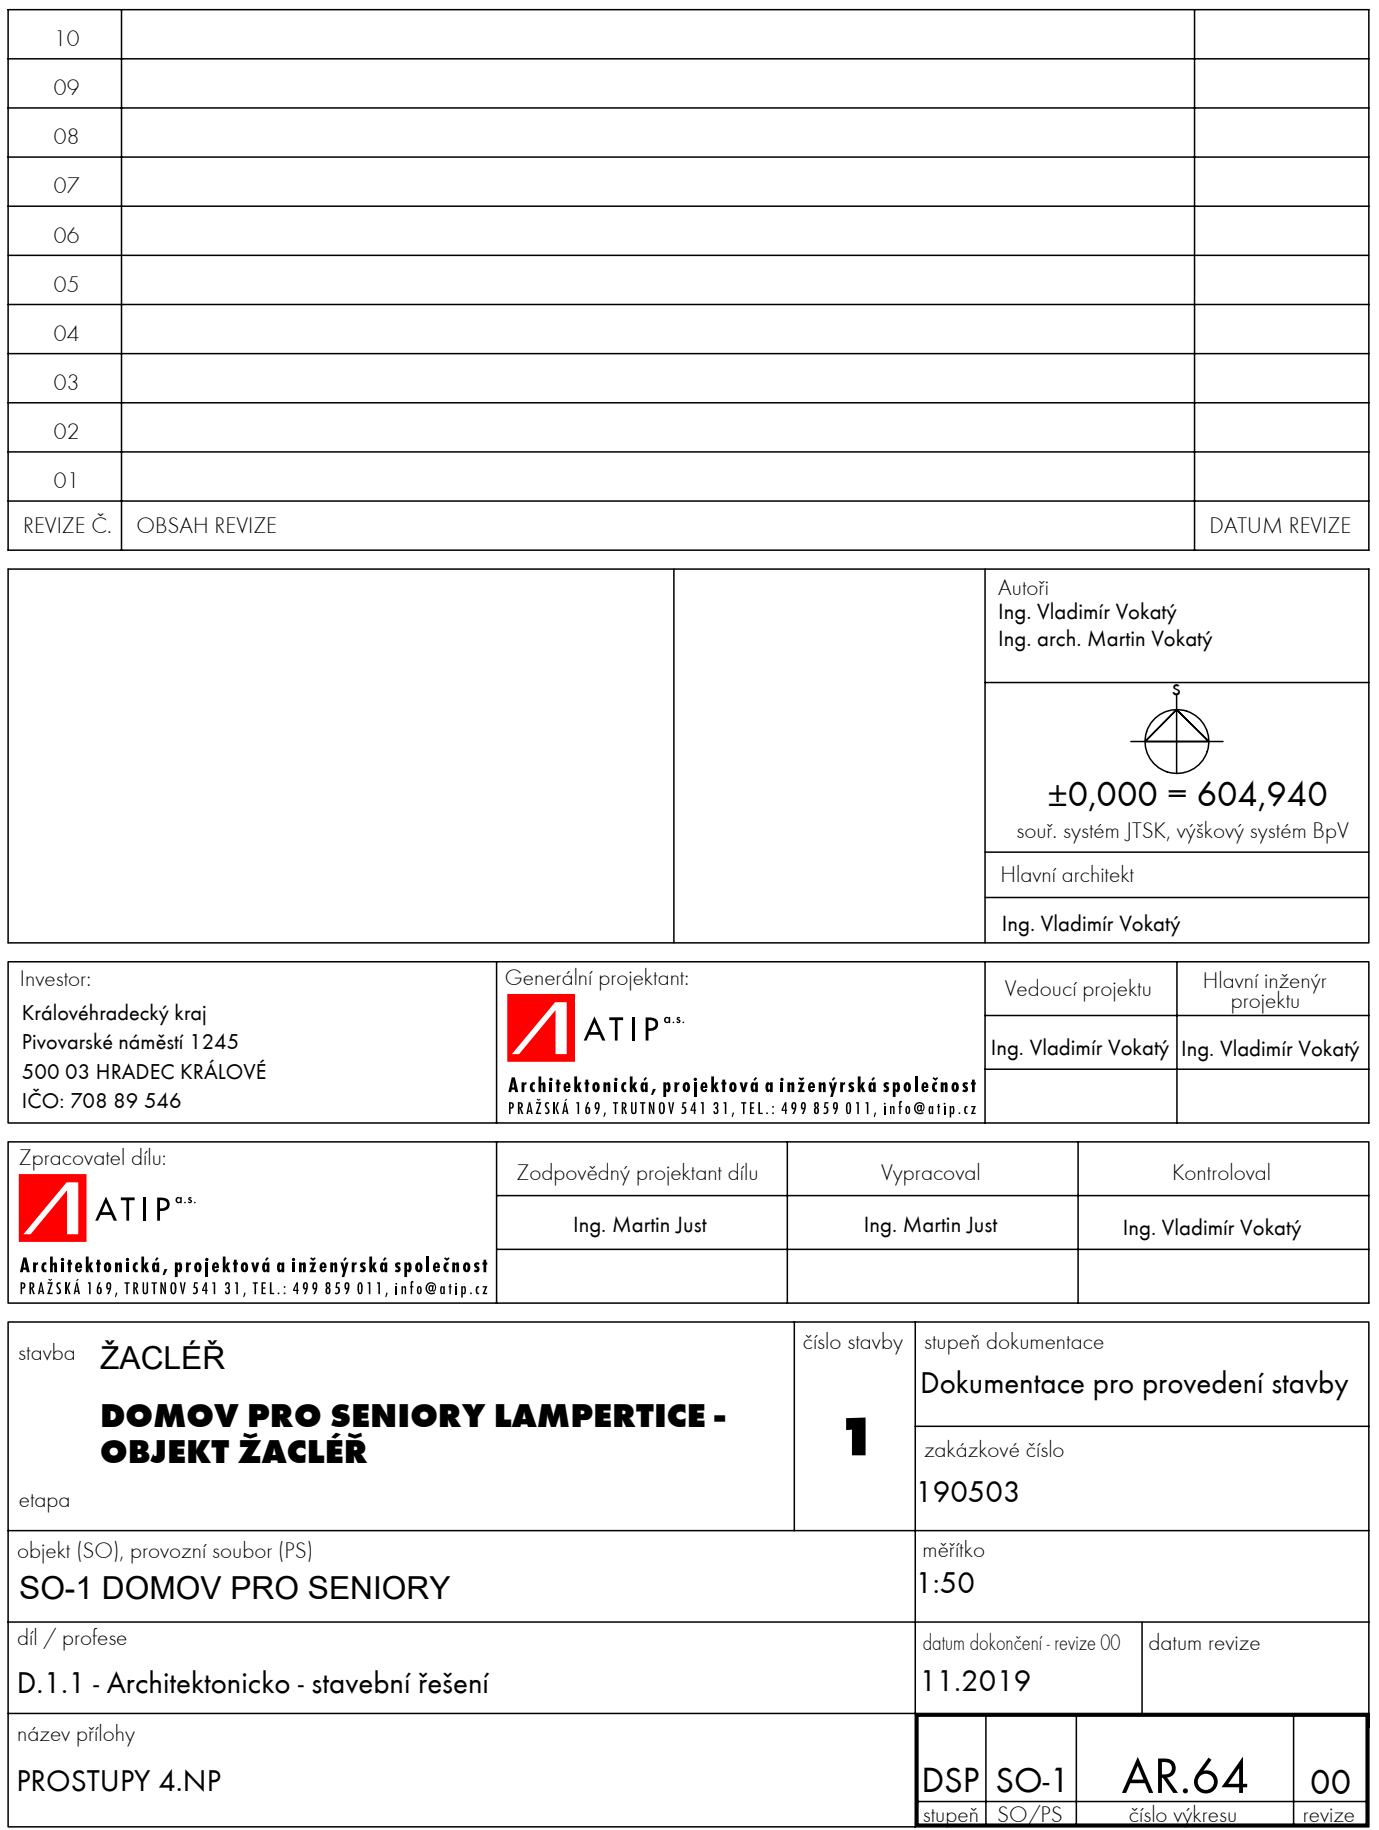 10
09
08
07
06
05
04
03
02
01
REVIZE Č. OBSAH REVIZE DATUM REVIZE
Autoři
Ing. Vladimír Vokatý
Ing. arch. Martin Vokatý
S
±0,000 = 604,940
souř. systém JTSK, výškový systém BpV
Hlavní architekt
Ing. Vladimír Vokatý
Investor:
Královéhradecký kraj
Pivovarské náměstí 1245
500 03 HRADEC KRÁLOVÉ
IČO: 708 89 546
Generální projektant:
ATIP a.s.
Architektonická, projektová a inženýrská společnost
PRAŽSKÁ 169, TRUTNOV 541 31, TEL.: 499 859 011, info@atip.cz
Vedoucí projektu
Ing. Vladimír Vokatý
Hlavní inženýr
projektu
Ing. Vladimír Vokatý
Zpracovatel dílu:
ATIP a.s.
Architektonická, projektová a inženýrská společnost
PRAŽSKÁ 169, TRUTNOV 541 31, TEL.: 499 859 011, info@atip.cz
Zodpovědný projektant dílu
Ing. Martin Just
Vypracoval
Ing. Martin Just
Kontroloval
Ing. Vladimír Vokatý
stavba ŽACLÉŘ
DOMOV PRO SENIORY LAMPERTICE -
OBJEKT ŽACLÉŘ
etapa
číslo stavby
1
stupeň dokumentace
Dokumentace pro provedení stavby
zakázkové číslo
190503
objekt (SO), provozní soubor (PS)
SO-1 DOMOV PRO SENIORY
měřítko
1:50
díl / profese
D.1.1 - Architektonicko - stavební řešení
datum dokončení - revize 00
11.2019
datum revize
název přílohy
PROSTUPY 4.NP
DSP SO-1 AR.64 00
stupeň SO/PS číslo výkresu revize